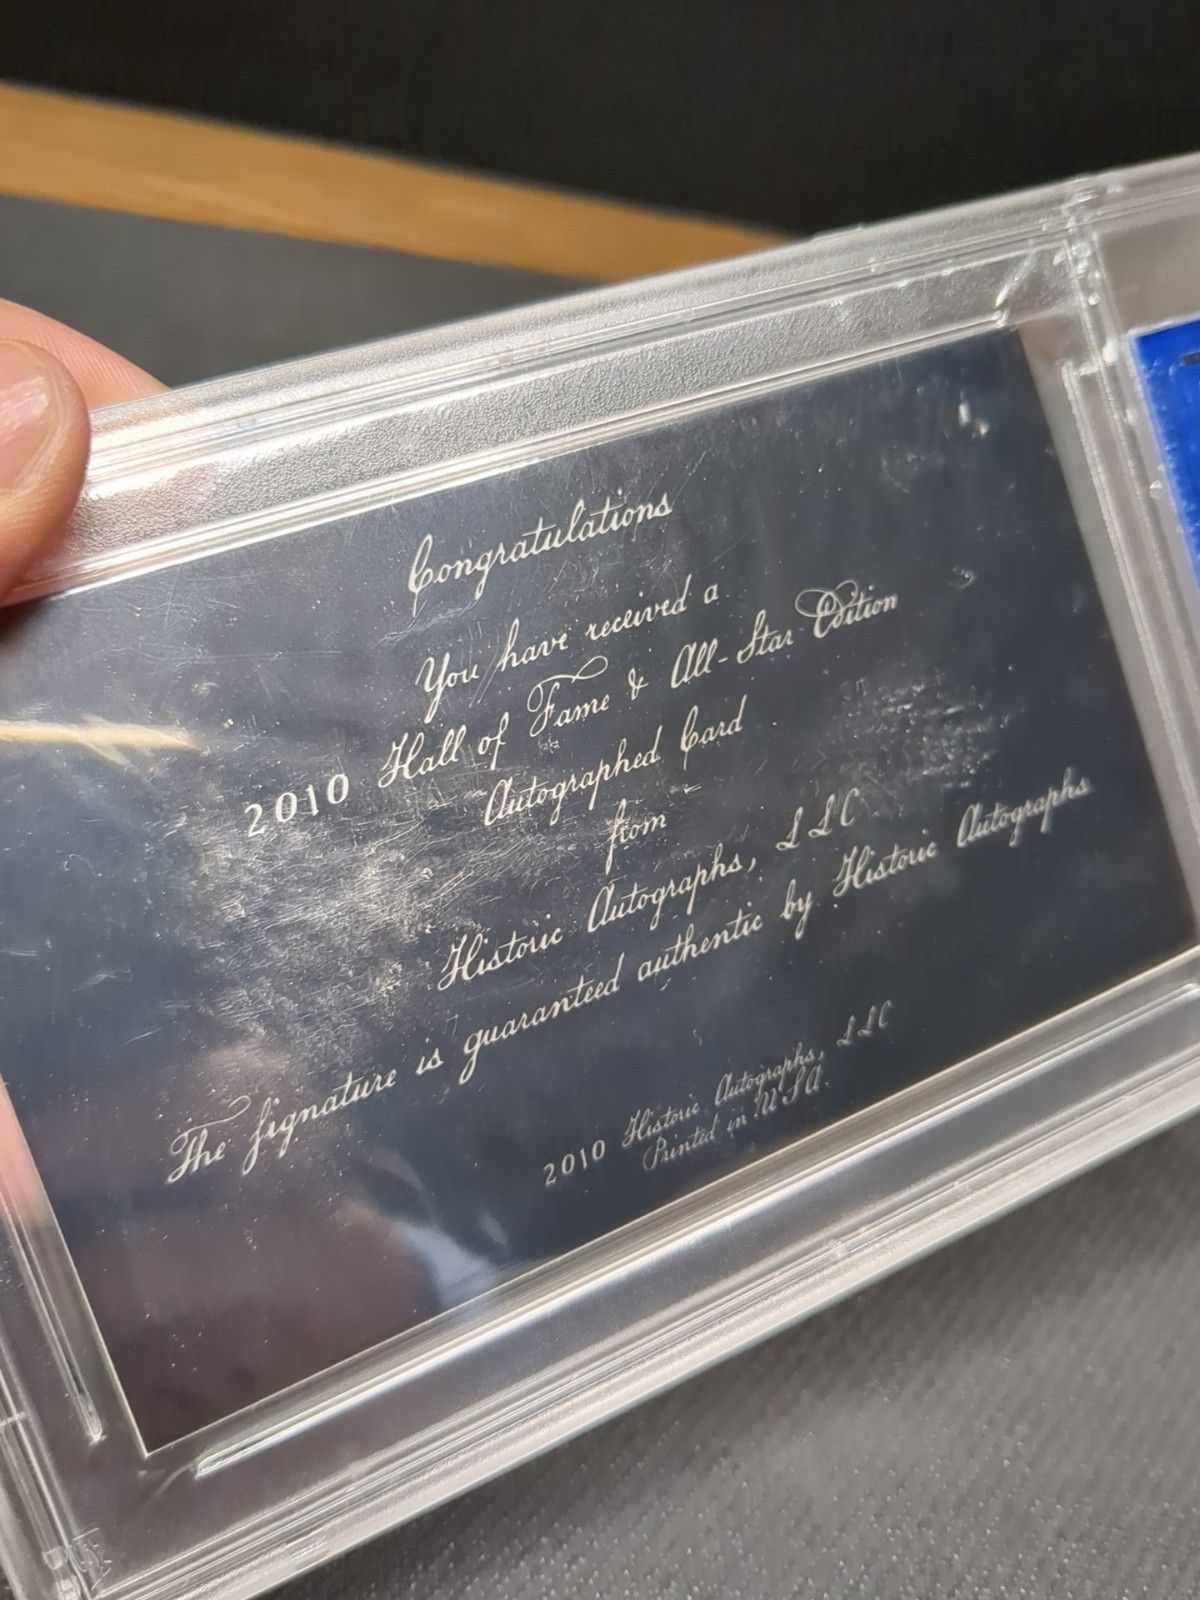 Congratulations
You have received a
2010 Hall of Fame & All-Star Edition
Autographed Card
from
Historic Autographs, LLC
The signature is guaranteed authentic by Historic Autographs
2010 Historic Autographs, LLC
Printed in USA.